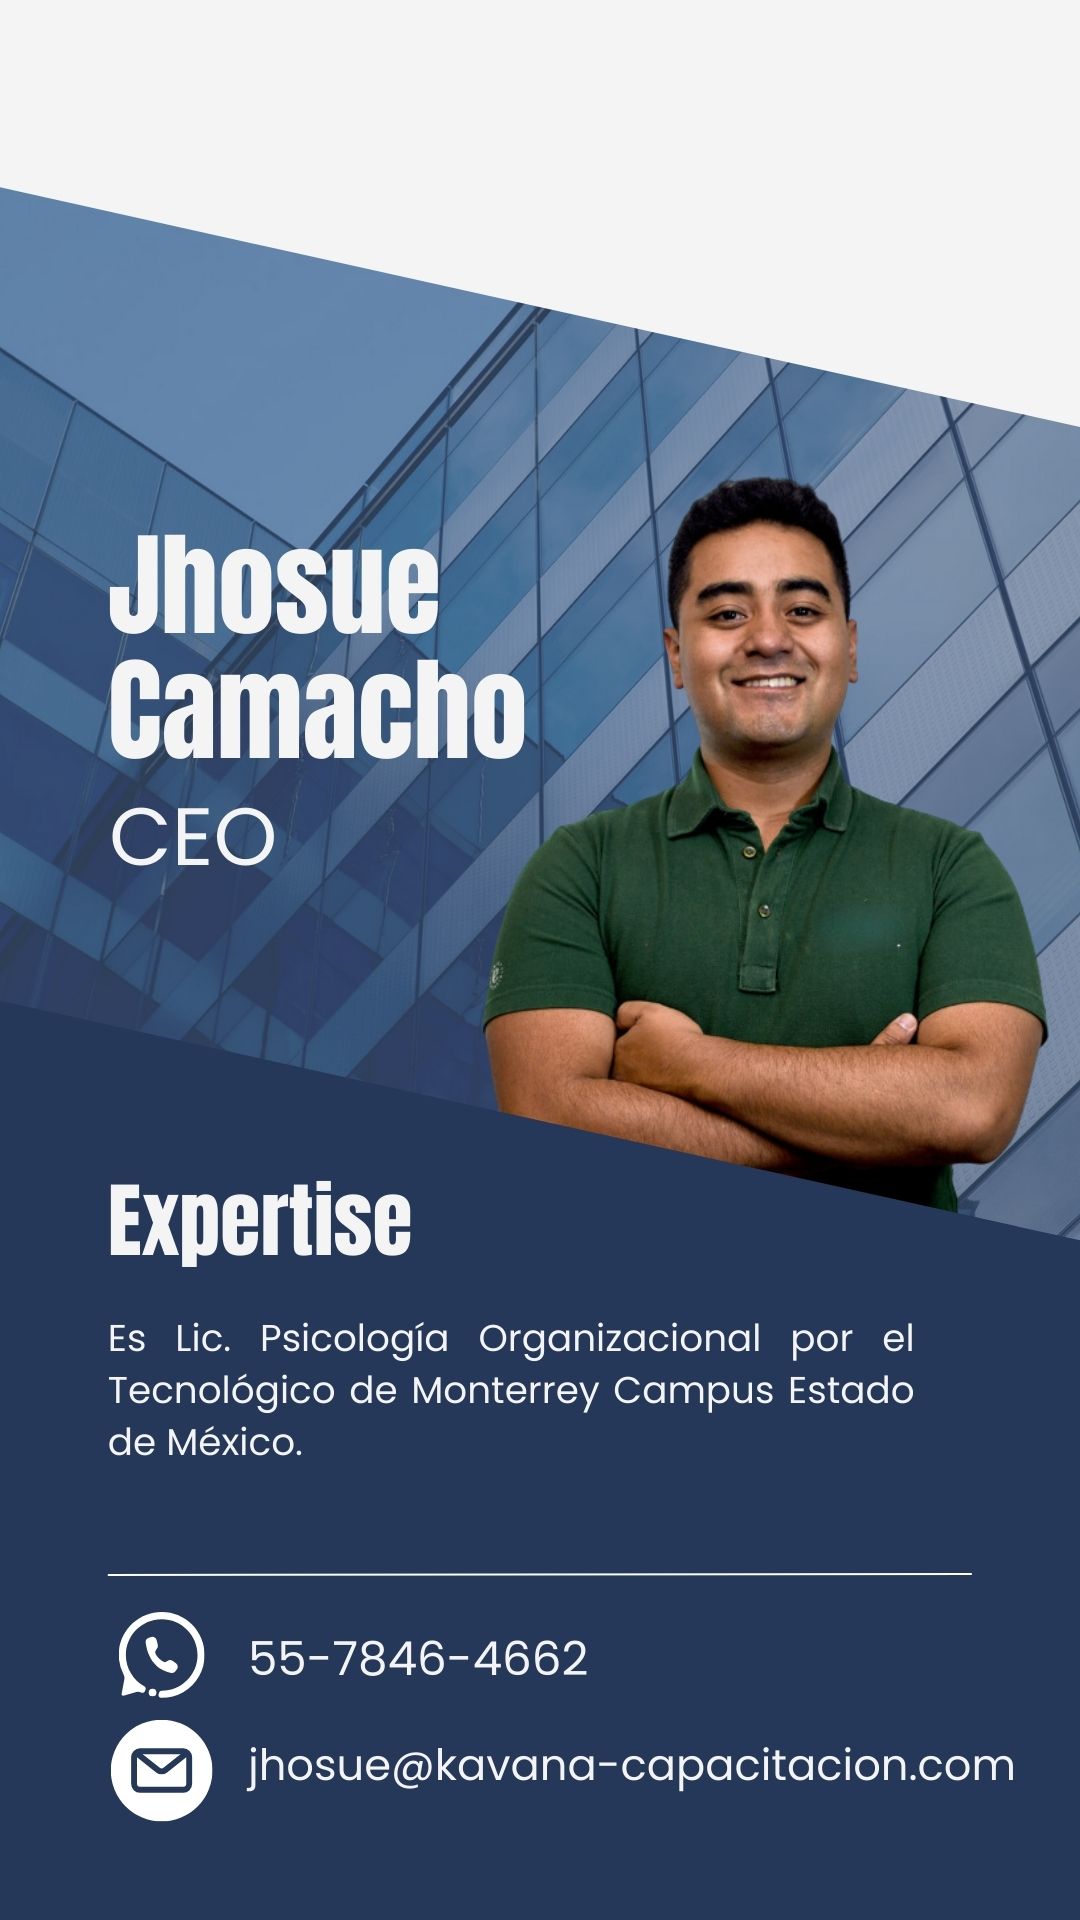 Jhosue
Camacho
CEO
Expertise
Es Lic. Psicología Organizacional por el
Tecnológico de Monterrey Campus Estado
de México.
55-7846-4662
jhosue@kavana-capacitacion.com